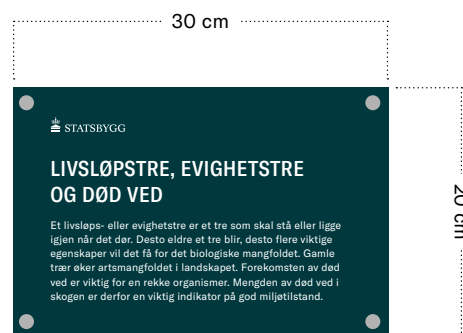 30 cm
STATSBYGG
LIVSLØPSTRE, EVIGHETSTRE
OG DØD VED
Et livsløps- eller evighetstre er et tre som skal stå eller ligge
igjen når det dør. Desto eldre et tre blir, desto flere viktige
egenskaper vil det få for det biologiske mangfoldet. Gamle
trær øker artsmangfoldet i landskapet. Forekomsten av død
ved er viktig for en rekke organismer. Mengden av død ved i
skogen er derfor en viktig indikator på god miljøtilstand.
20 cm